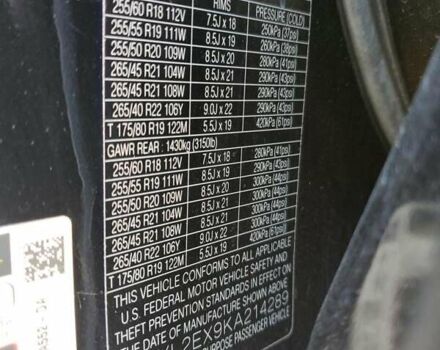 RIMS PRESSURE (COLD)
255/60 R18 112V 7.5J x 18 250kPa (37psi)
255/55 R19 111W 8.5J x 19 260kPa (38psi)
255/50 R20 109W 8.5J x 20 280kPa (41psi)
265/45 R21 104W 8.5J x 21 290kPa (43psi)
265/45 R21 108W 8.5J x 21 290kPa (43psi)
265/40 R22 106Y 9.0J x 22 290kPa (43psi)
T 175/80 R19 122M 5.5J x 19 420kPa (61psi)
GAWR REAR : 1430kg (3150lb)
255/60 R18 112V 7.5J x 18 280kPa (41psi)
255/55 R19 111W 8.5J x 19 290kPa (43psi)
255/50 R20 109W 8.5J x 20 300kPa (44psi)
265/45 R21 104W 8.5J x 21 300kPa (44psi)
265/45 R21 108W 8.5J x 21 300kPa (44psi)
265/40 R22 106Y 9.0J x 22 300kPa (44psi)
T 175/80 R19 122M 5.5J x 19 420kPa (61psi)
THIS VEHICLE CONFORMS TO ALL APPLICABLE
U.S. FEDERAL MOTOR VEHICLE SAFETY AND
THEFT PREVENTION STANDARDS IN EFFECT ON
THE DATE OF MANUFACTURE SHOWN ABOVE.
L2EX9KA214289
PURPOSE PASSENGER VEHICLE